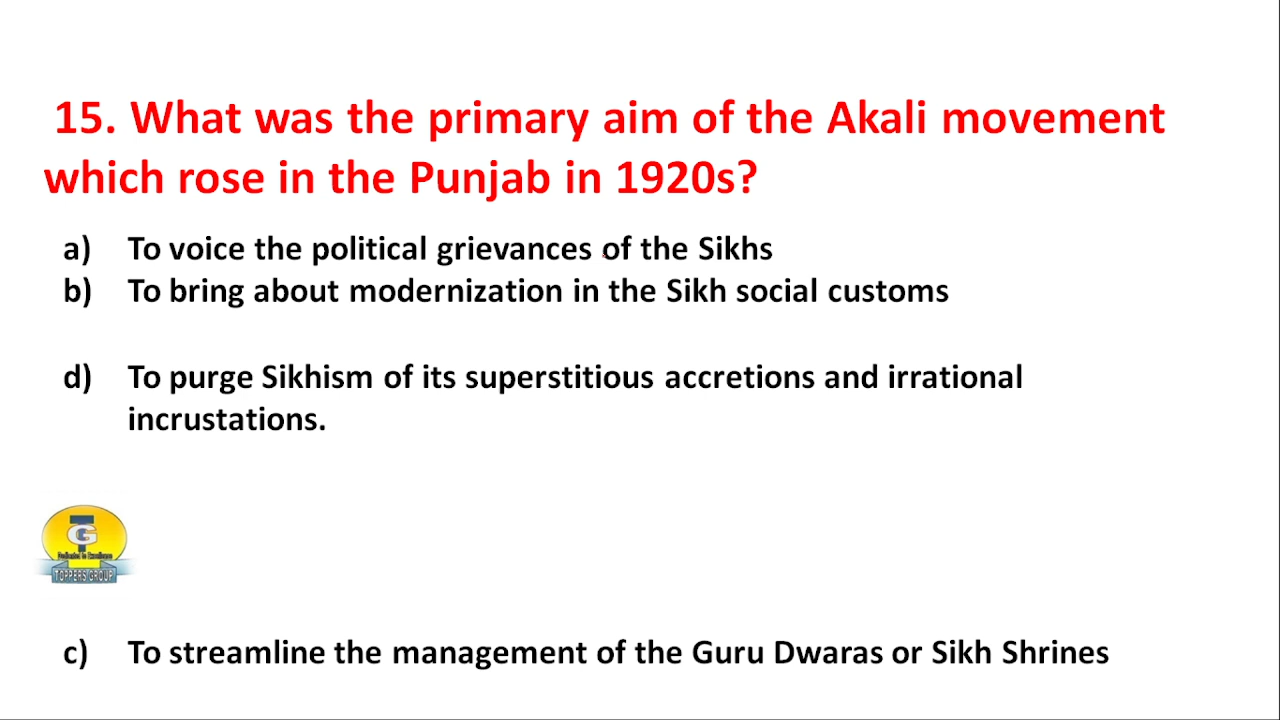 15. What was the primary aim of the Akali movement
which rose in the Punjab in 1920s?
a) To voice the political grievances of the Sikhs
b) To bring about modernization in the Sikh social customs
d) To purge Sikhism of its superstitious accretions and irrational
incrustations.
T
G
Dedicated to Excellence
TOPPERS GROUP
c) To streamline the management of the Guru Dwaras or Sikh Shrines